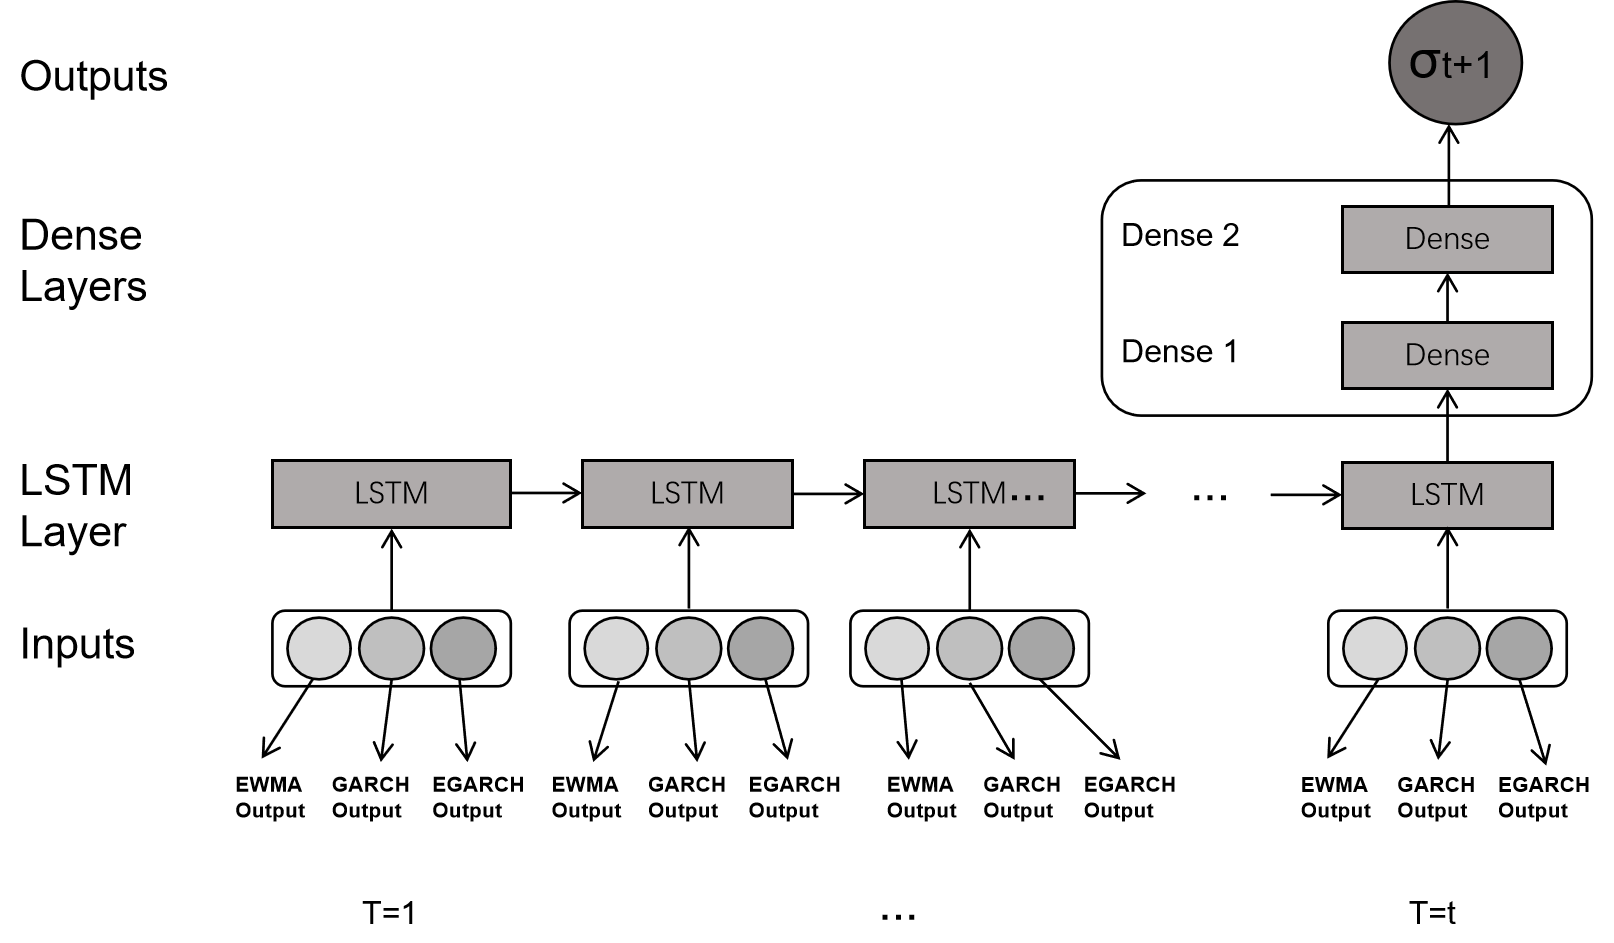 Outputs
σt+1
Dense
Layers
Dense 2
Dense
Dense 1
Dense
LSTM
Layer
LSTM
LSTM
LSTM...
...
LSTM
Inputs
EWMA
Output
GARCH
Output
EGARCH
Output
EWMA
Output
GARCH
Output
EGARCH
Output
EWMA
Output
GARCH
Output
EGARCH
Output
EWMA
Output
GARCH
Output
EGARCH
Output
T=1
...
T=t